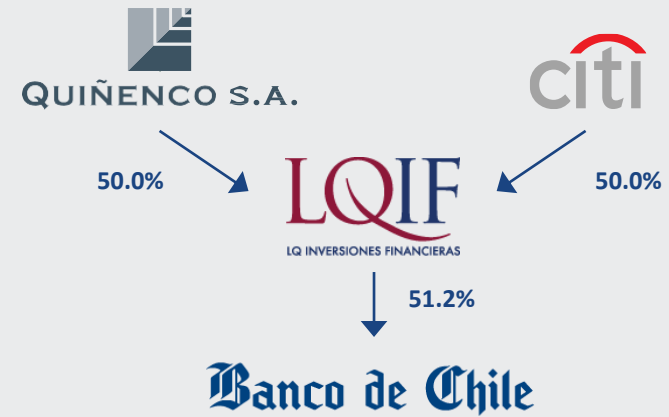 QUIÑENCO S.A.
citi
50.0%
50.0%
LQIF
LQ INVERSIONES FINANCIERAS
51.2%
Banco de Chile